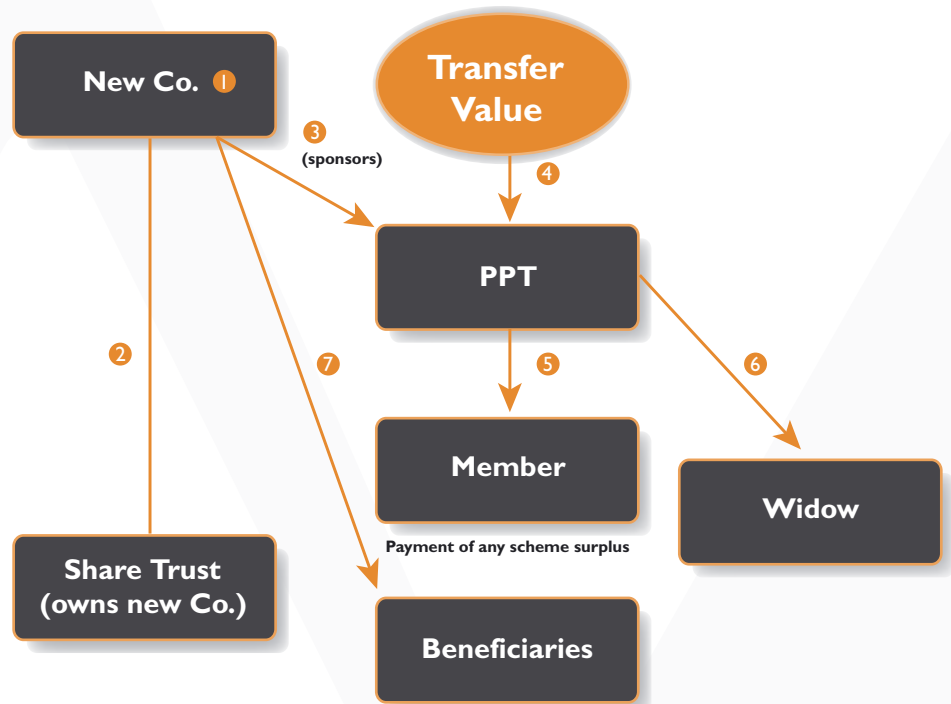 New Co. 1
Transfer
Value
3
(sponsors)
4
PPT
2
7
5
6
Member
Widow
Payment of any scheme surplus
Share Trust
(owns new Co.)
Beneficiaries